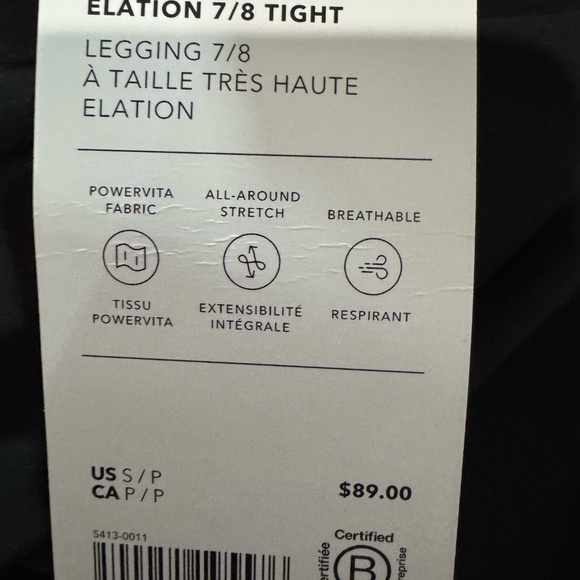 ELATION 7/8 TIGHT
LEGGING 7/8
À TAILLE TRÈS HAUTE
ELATION
POWERVITA FABRIC
ALL-AROUND STRETCH
BREATHABLE
TISSU POWERVITA
EXTENSIBILITÉ INTÉGRALE
RESPIRANT
US S / P
CA P / P
$89.00
S413-0011
Certified
B